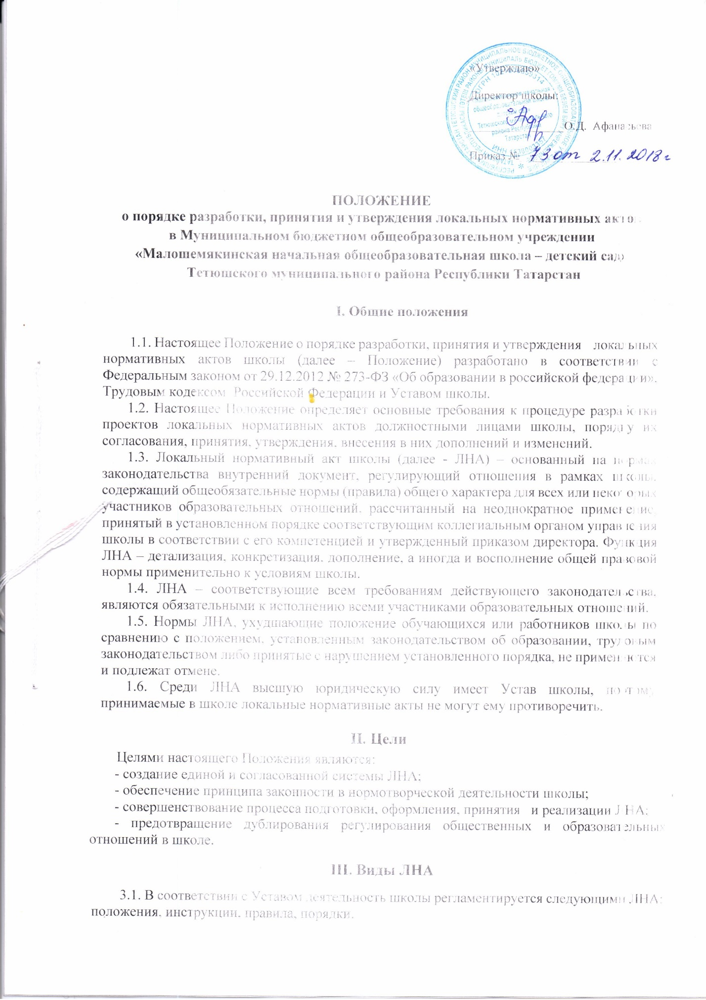 «Утверждаю»
Директор школы:
О.Д. Афанасьева
Приказ № 73 от 2.11.2018 г
ПОЛОЖЕНИЕ
о порядке разработки, принятия и утверждения локальных нормативных актов
в Муниципальном бюджетном общеобразовательном учреждении
«Малошемякинская начальная общеобразовательная школа – детский сад»
Тетюшского муниципального района Республики Татарстан
I. Общие положения
1.1. Настоящее Положение о порядке разработки, принятия и утверждения локальных
нормативных актов школы (далее – Положение) разработано в соответствии с
Федеральным законом от 29.12.2012 № 273-ФЗ «Об образовании в российской федерации»,
Трудовым кодексом Российской Федерации и Уставом школы.
1.2. Настоящее Положение определяет основные требования к процедуре разработки
проектов локальных нормативных актов должностными лицами школы, порядку их
согласования, принятия, утверждения, внесения в них дополнений и изменений.
1.3. Локальный нормативный акт школы (далее - ЛНА) – основанный на нормах
законодательства внутренний документ, регулирующий отношения в рамках школы,
содержащий общеобязательные нормы (правила) общего характера для всех или некоторых
участников образовательных отношений, рассчитанный на неоднократное применение,
принятый в установленном порядке соответствующим коллегиальным органом управления
школы в соответствии с его компетенцией и утвержденный приказом директора. Функция
ЛНА – детализация, конкретизация, дополнение, а иногда и восполнение общей правовой
нормы применительно к условиям школы.
1.4. ЛНА – соответствующие всем требованиям действующего законодательства,
являются обязательными к исполнению всеми участниками образовательных отношений.
1.5. Нормы ЛНА, ухудшающие положение обучающихся или работников школы по
сравнению с положением, установленным законодательством об образовании, трудовым
законодательством либо принятые с нарушением установленного порядка, не применяются
и подлежат отмене.
1.6. Среди ЛНА высшую юридическую силу имеет Устав школы, поэтому
принимаемые в школе локальные нормативные акты не могут ему противоречить.
II. Цели
Целями настоящего Положения являются:
- создание единой и согласованной системы ЛНА;
- обеспечение принципа законности в нормотворческой деятельности школы;
- совершенствование процесса подготовки, оформления, принятия и реализации ЛНА;
- предотвращение дублирования регулирования общественных и образовательных
отношений в школе.
III. Виды ЛНА
3.1. В соответствии с Уставом деятельность школы регламентируется следующими ЛНА:
положения, инструкции, правила, порядки.